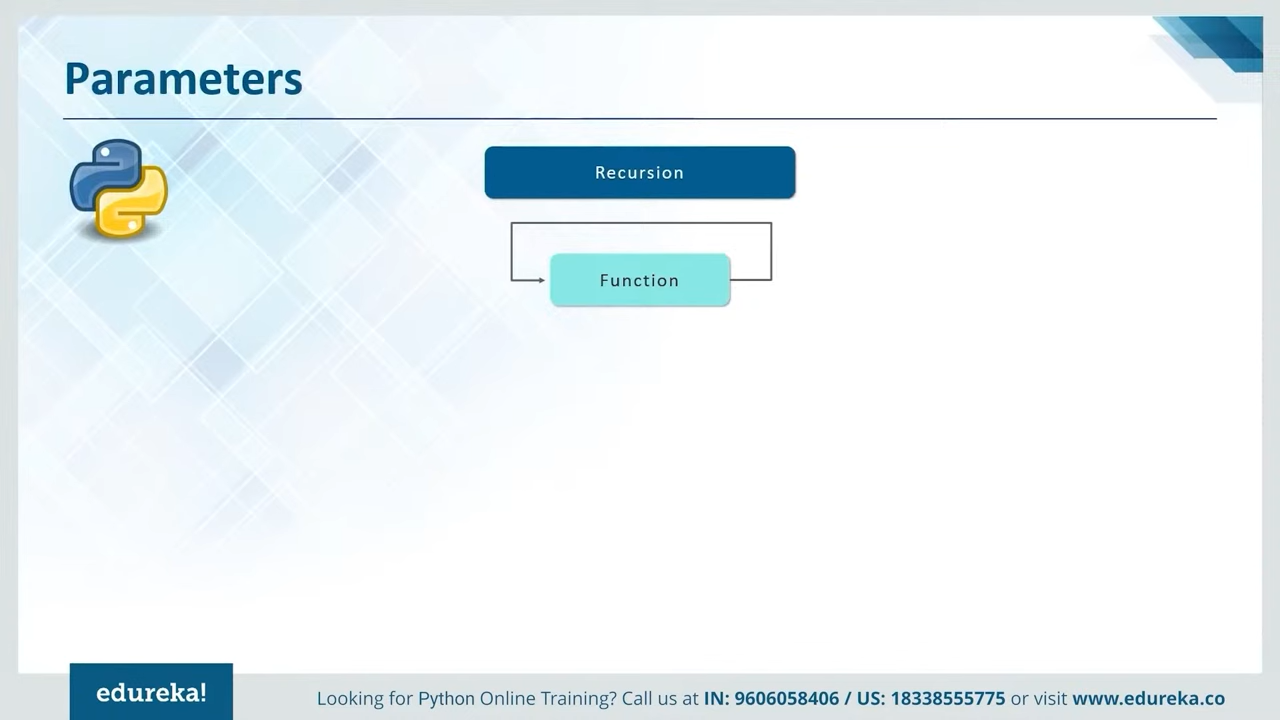 Parameters
Recursion
Function
edureka!
Looking for Python Online Training? Call us at IN: 9606058406 / US: 18338555775 or visit www.edureka.co